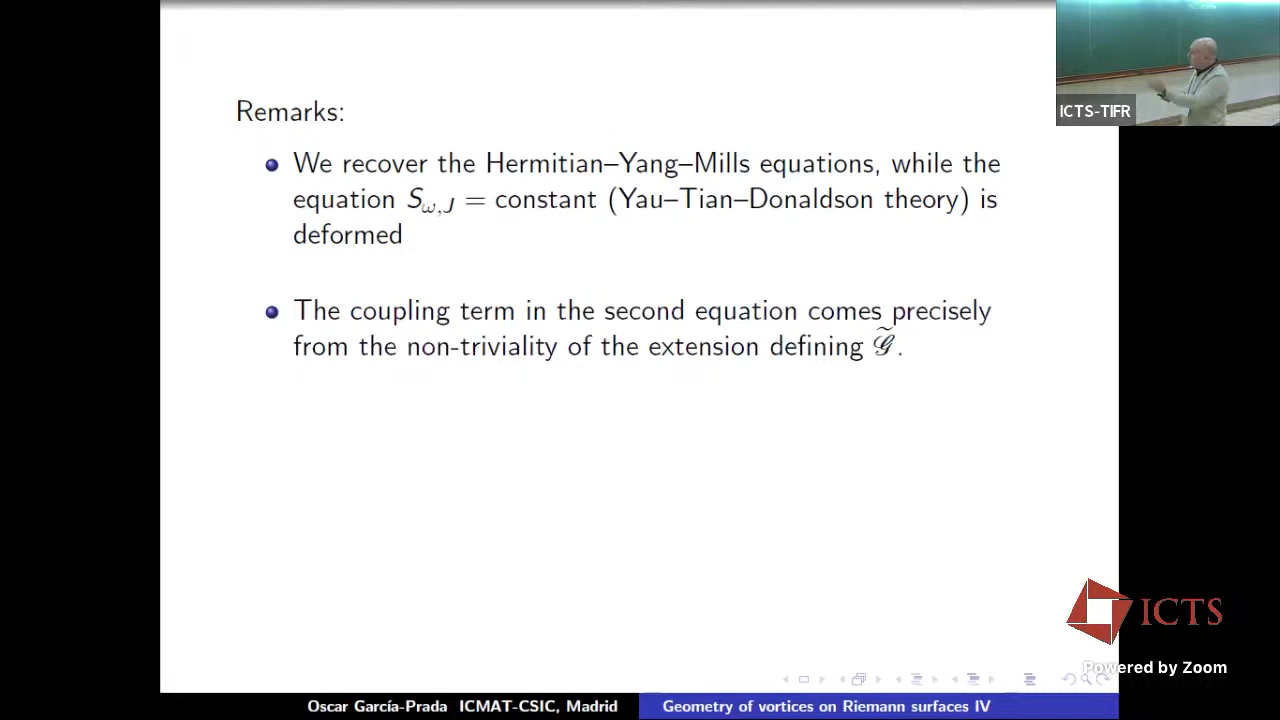 ICTS-TIFR
Remarks:
We recover the Hermitian–Yang–Mills equations, while the
equation S_{ω,J} = constant (Yau–Tian–Donaldson theory) is
deformed
The coupling term in the second equation comes precisely
from the non-triviality of the extension defining 𝒢̃.
ICTS
Powered by Zoom
Oscar García-Prada ICMAT-CSIC, Madrid
Geometry of vortices on Riemann surfaces IV